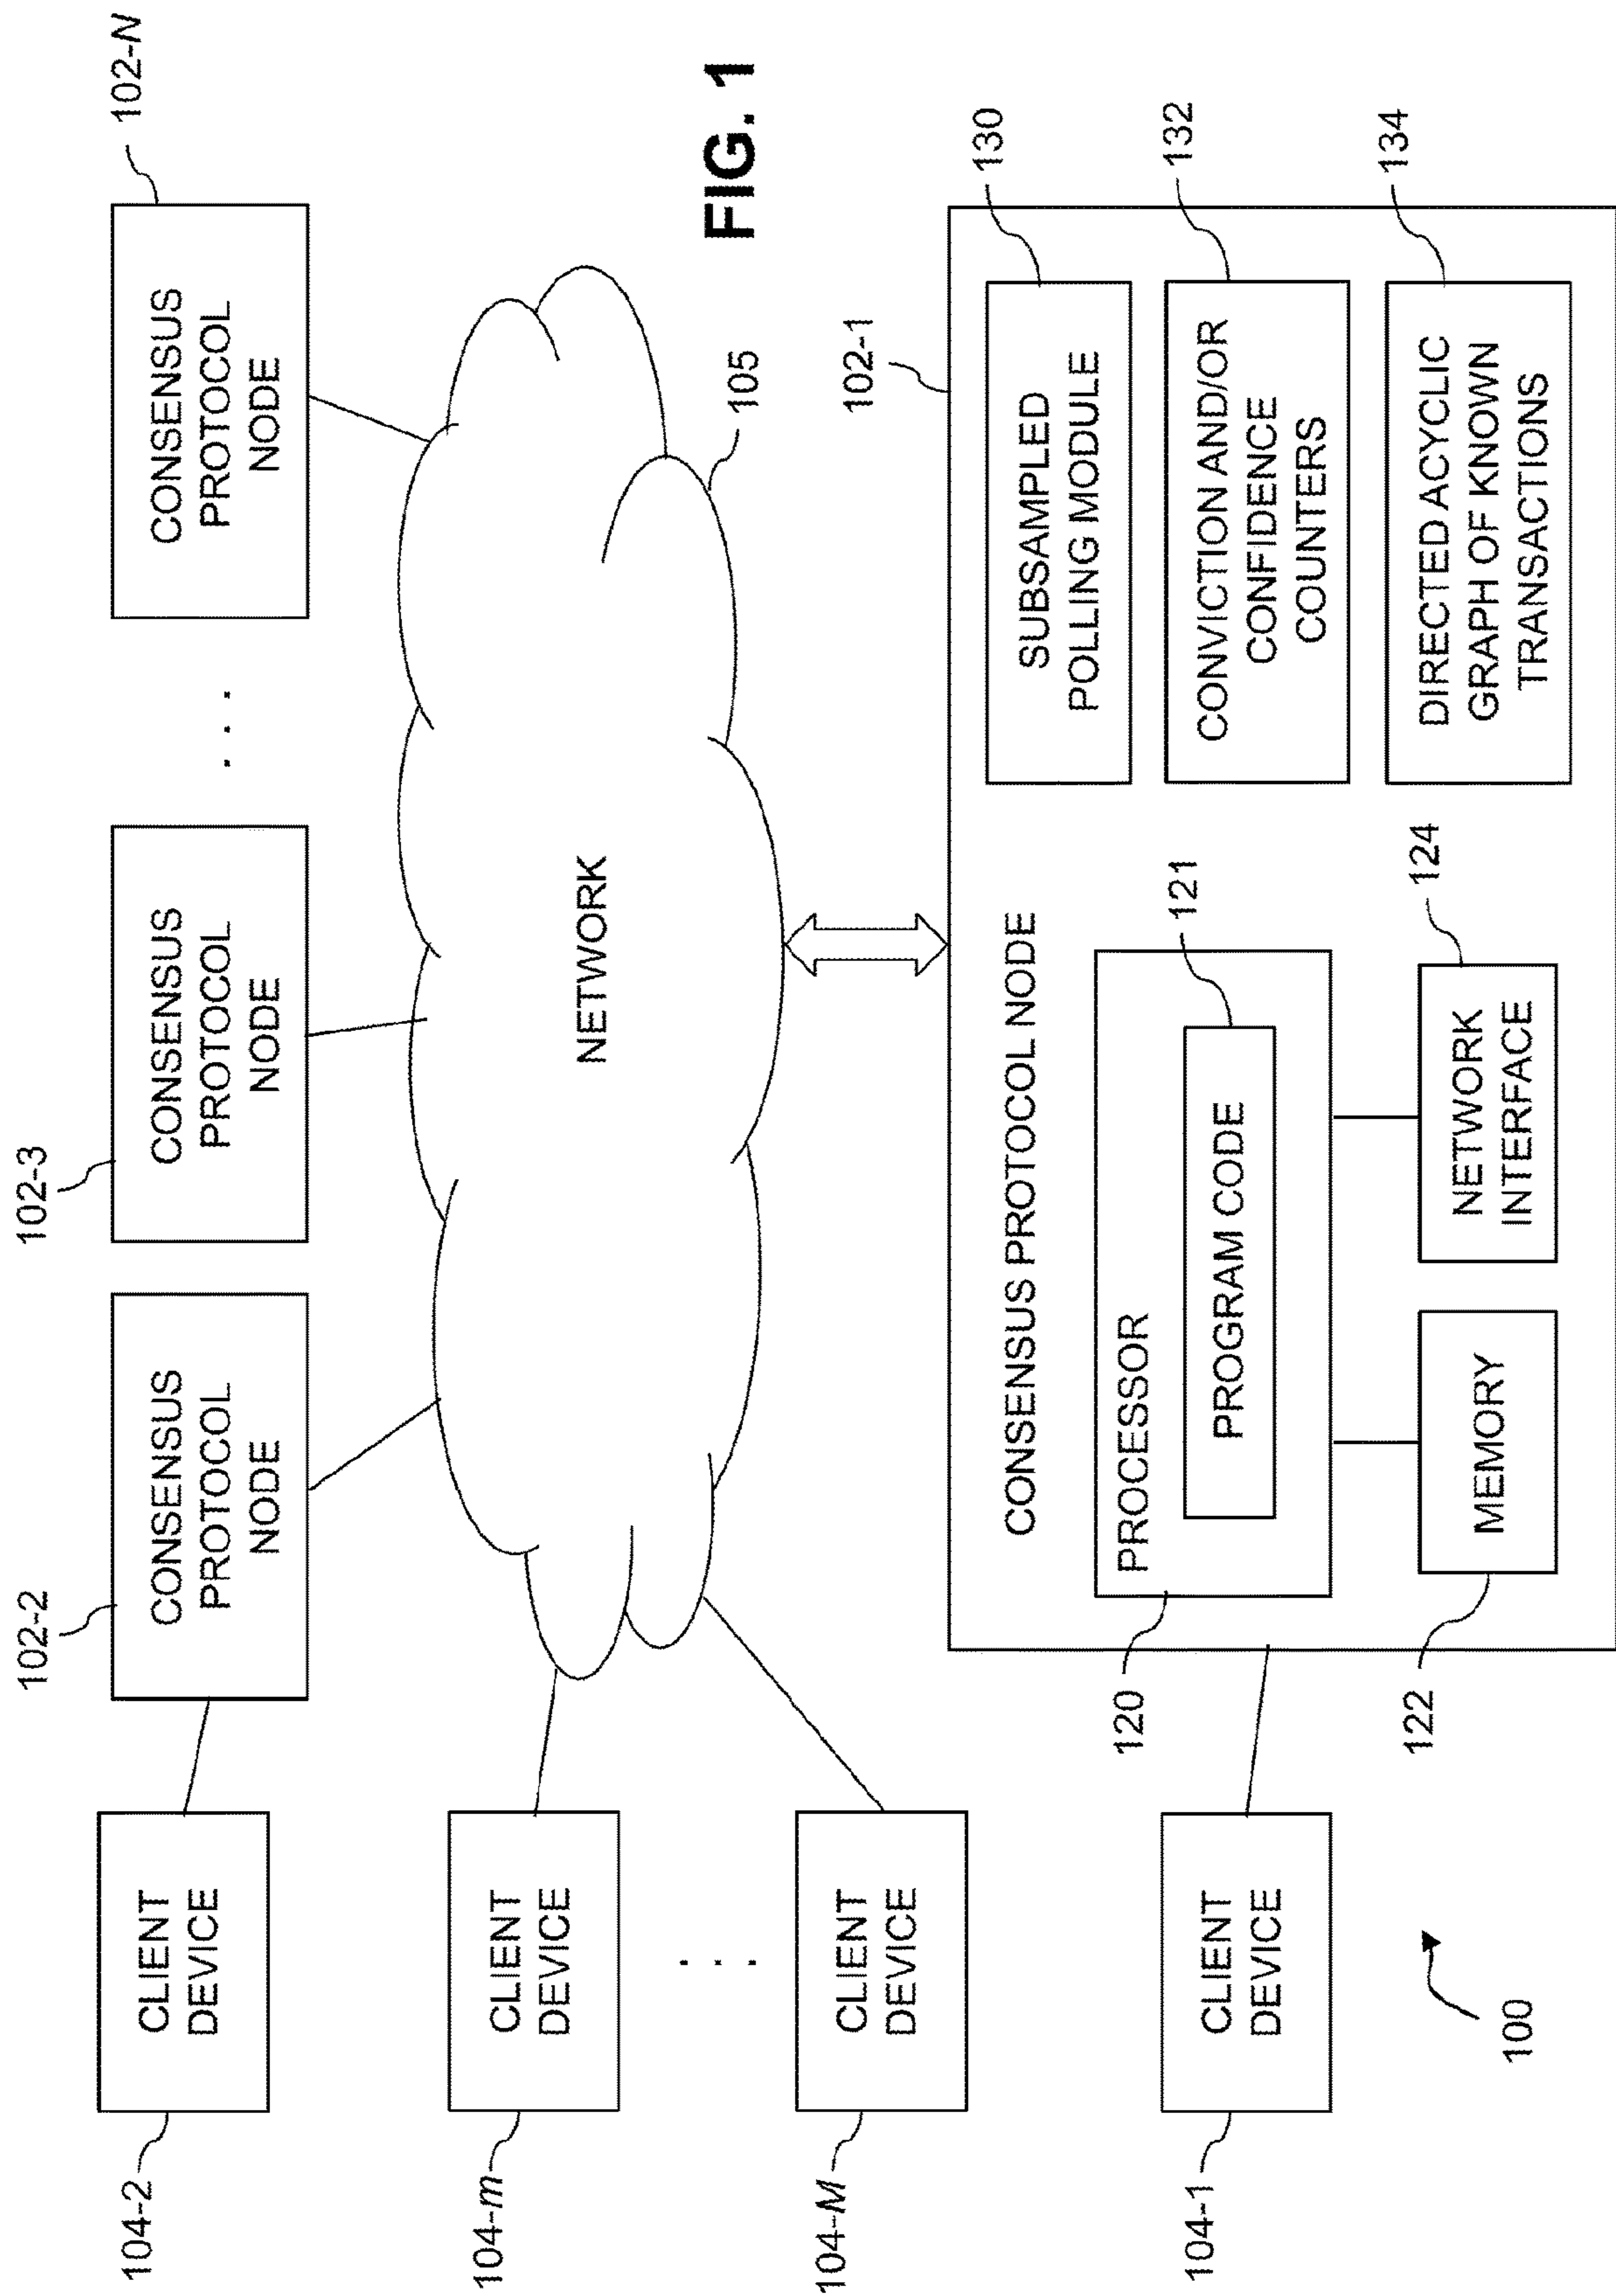 104-2
CLIENT
DEVICE
102-2
CONSENSUS
PROTOCOL
NODE
102-3
CONSENSUS
PROTOCOL
NODE
. . .
102-N
CONSENSUS
PROTOCOL
NODE
104-m
CLIENT
DEVICE
. . .
104-M
CLIENT
DEVICE
NETWORK
105
FIG. 1
104-1
CLIENT
DEVICE
100
102-1
CONSENSUS PROTOCOL NODE
120
PROCESSOR
121
PROGRAM CODE
122
MEMORY
124
NETWORK
INTERFACE
130
SUBSAMPLED
POLLING MODULE
132
CONVICTION AND/OR
CONFIDENCE
COUNTERS
134
DIRECTED ACYCLIC
GRAPH OF KNOWN
TRANSACTIONS